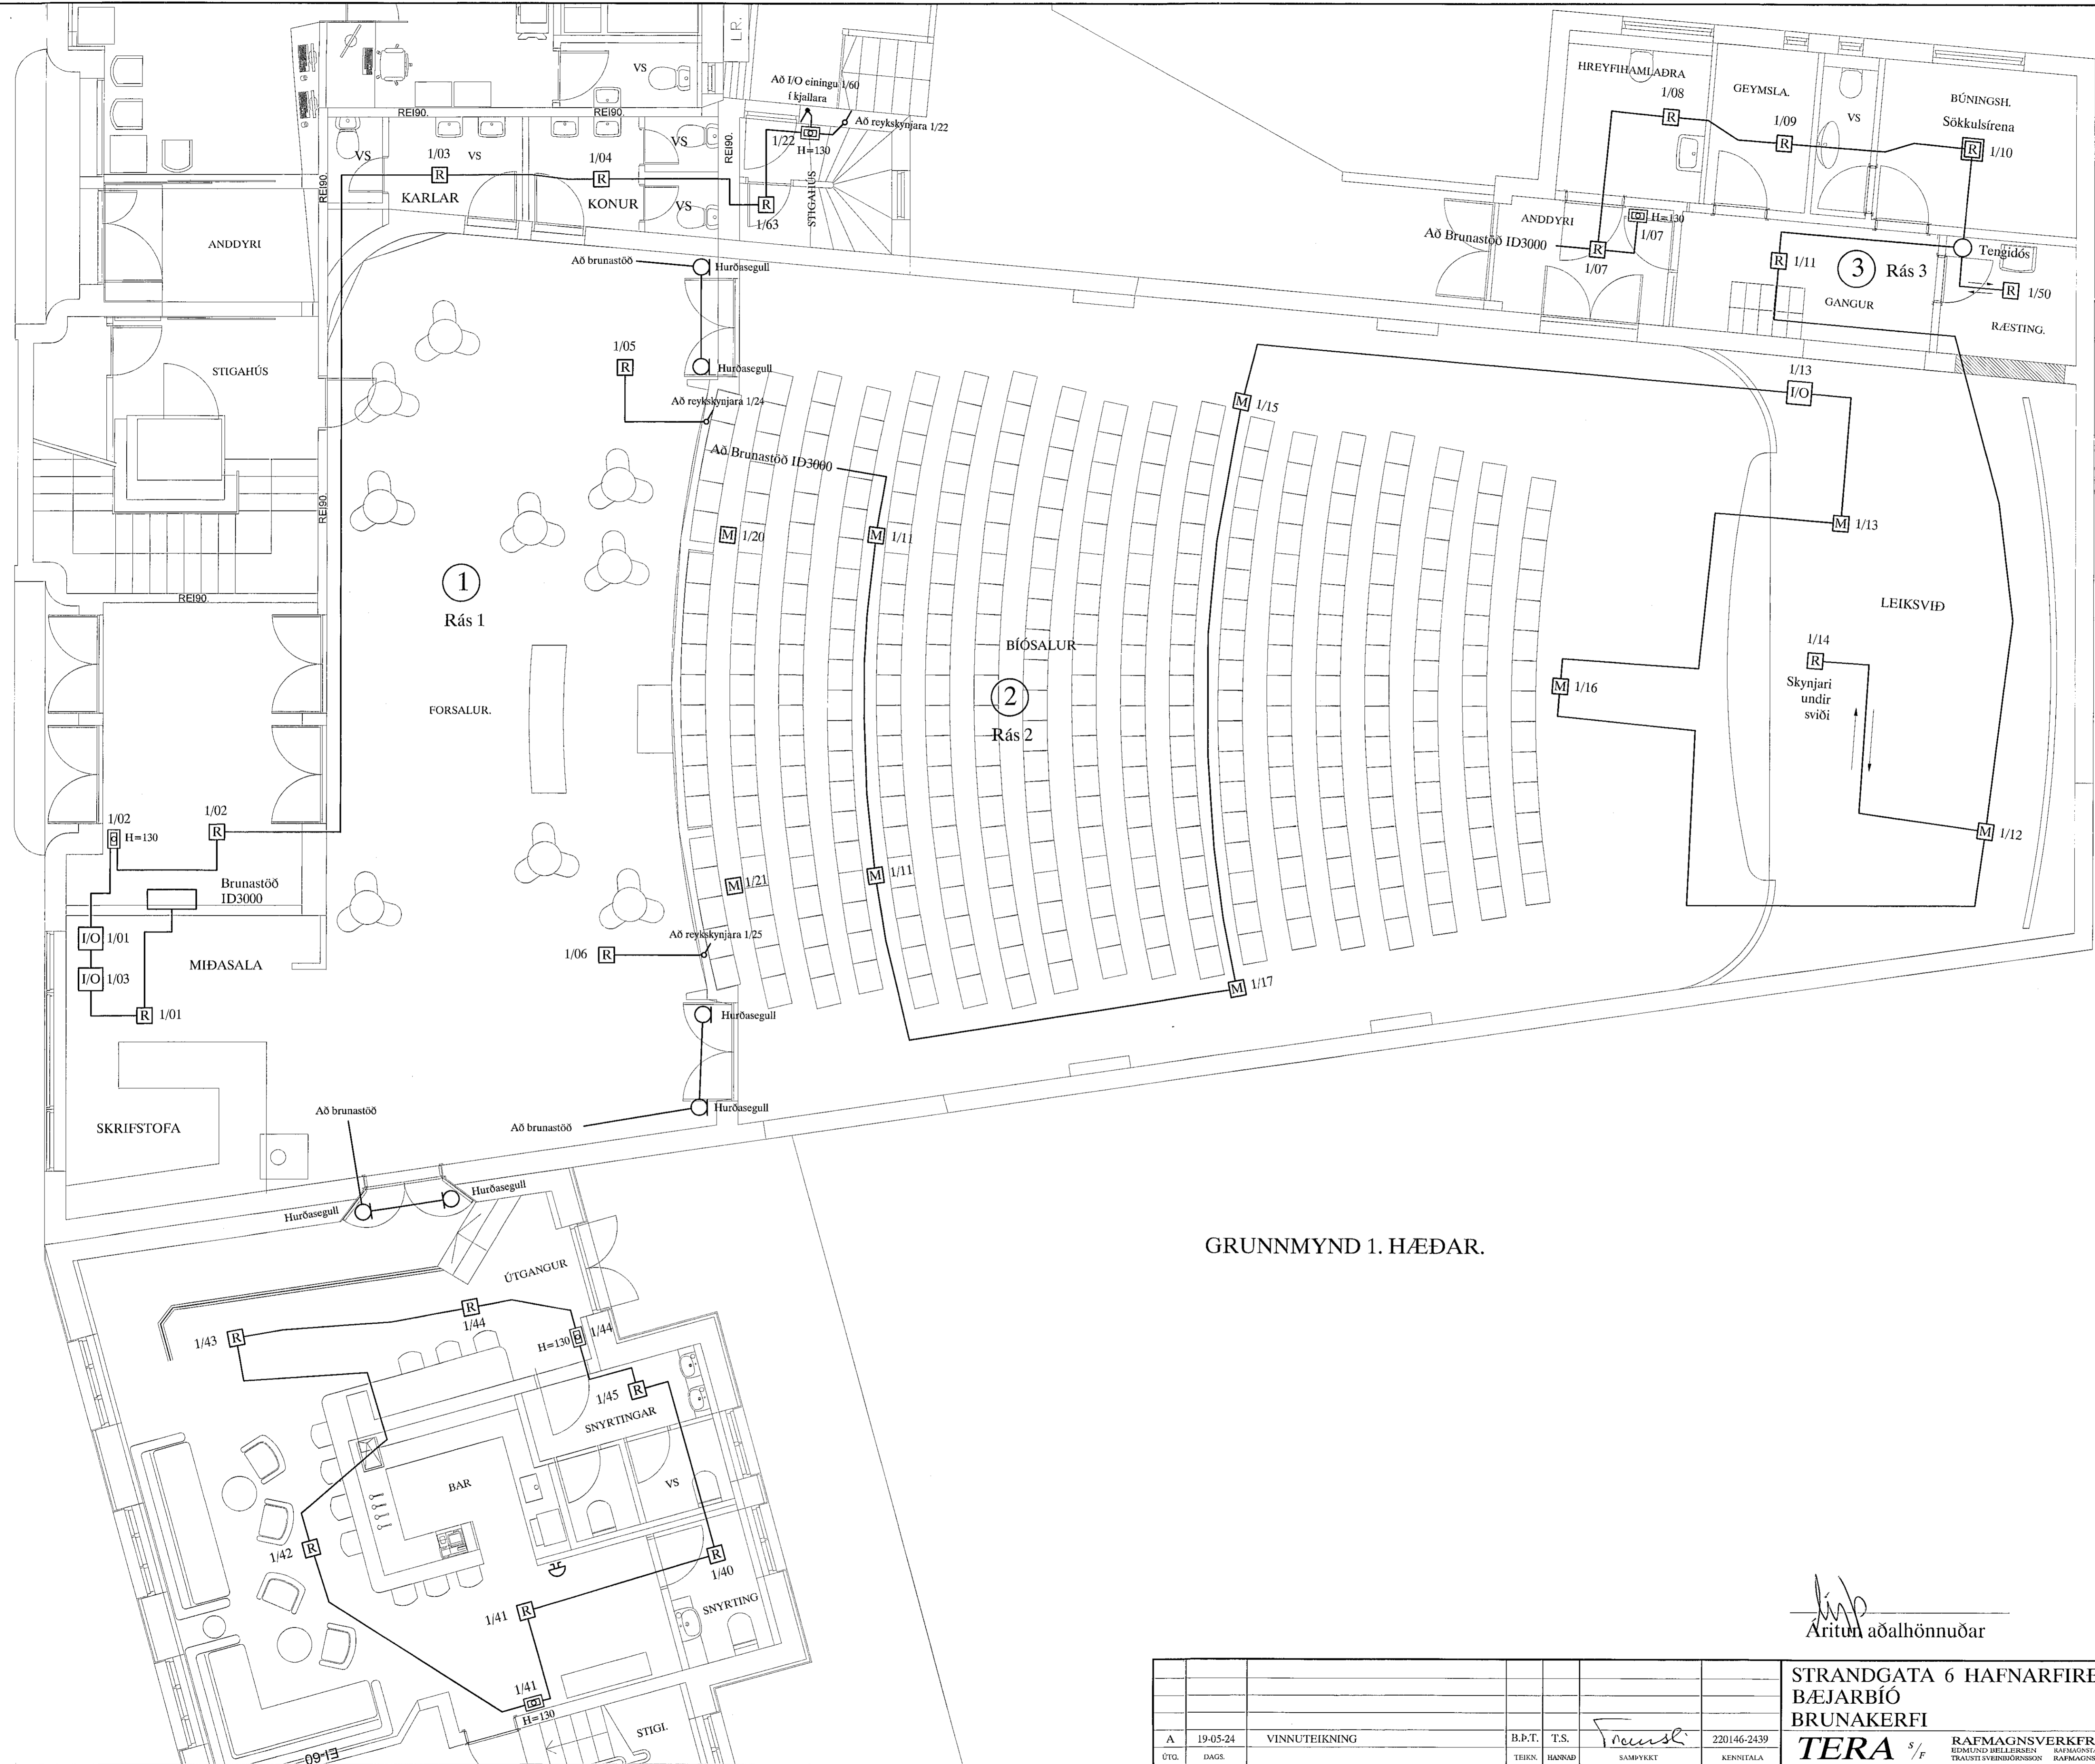 LR.
VS
Að I/O einingu 1/60
í kjallara
Að reykskynjara 1/22
1/22
H=130
REI90.
REI90.
REI90.
REI90.
VS
1/03
VS
1/04
VS
VS
KARLAR
KONUR
1/63
STIGAHÚS
R
R
R
ANDDYRI
STIGAHÚS
REI90.
REI90.
HREYFIHAMLAÐRA
1/08
R
GEYMSLA.
1/09
R
VS
BÚNINGSH.
Sökkulsírena
R
1/10
ANDDYRI
H=130
1/07
Að Brunastöð ID3000
R
1/07
R
1/11
3
Rás 3
GANGUR
Tengidós
R
1/50
RÆSTING.
Að brunastöð
Hurðasegull
Hurðasegull
1/05
R
Að reykskynjara 1/24
Að Brunastöð ID3000
M
1/15
1/13
I/O
M
1/20
M
1/11
M
1/13
1
Rás 1
BÍÓSALUR
2
Rás 2
LEIKSVIÐ
1/14
R
Skynjari
undir
sviði
M
1/16
FORSALUR.
M
1/12
1/02
H=130
1/02
R
Brunastöð
ID3000
I/O
1/01
I/O
1/03
MIÐASALA
R
1/01
M
1/21
M
1/11
Að reykskynjara 1/25
1/06
R
M
1/17
Hurðasegull
Hurðasegull
Að brunastöð
SKRIFSTOFA
Að brunastöð
Hurðasegull
Hurðasegull
GRUNNMYND 1. HÆÐAR.
ÚTGANGUR
1/43
R
R
1/44
H=130
1/44
1/45
R
SNYRTINGAR
VS
BAR
1/42
R
R
1/40
1/41
R
SNYRTING
1/41
H=130
STIGI.
EI-60
Áritun aðalhönnuðar
STRANDGATA 6 HAFNARFIRÐ
BÆJARBÍÓ
BRUNAKERFI
A
19-05-24
VINNUTEIKNING
B.Þ.T.
T.S.
220146-2439
ÚTG.
DAGS.
TEIKN.
HANNAÐ
SAMÞYKKT
KENNITALA
TERA S/F
RAFMAGNSVERKFR
EDMUND BELLERSEN
TRAUSTI SVEINBJÖRNSSON